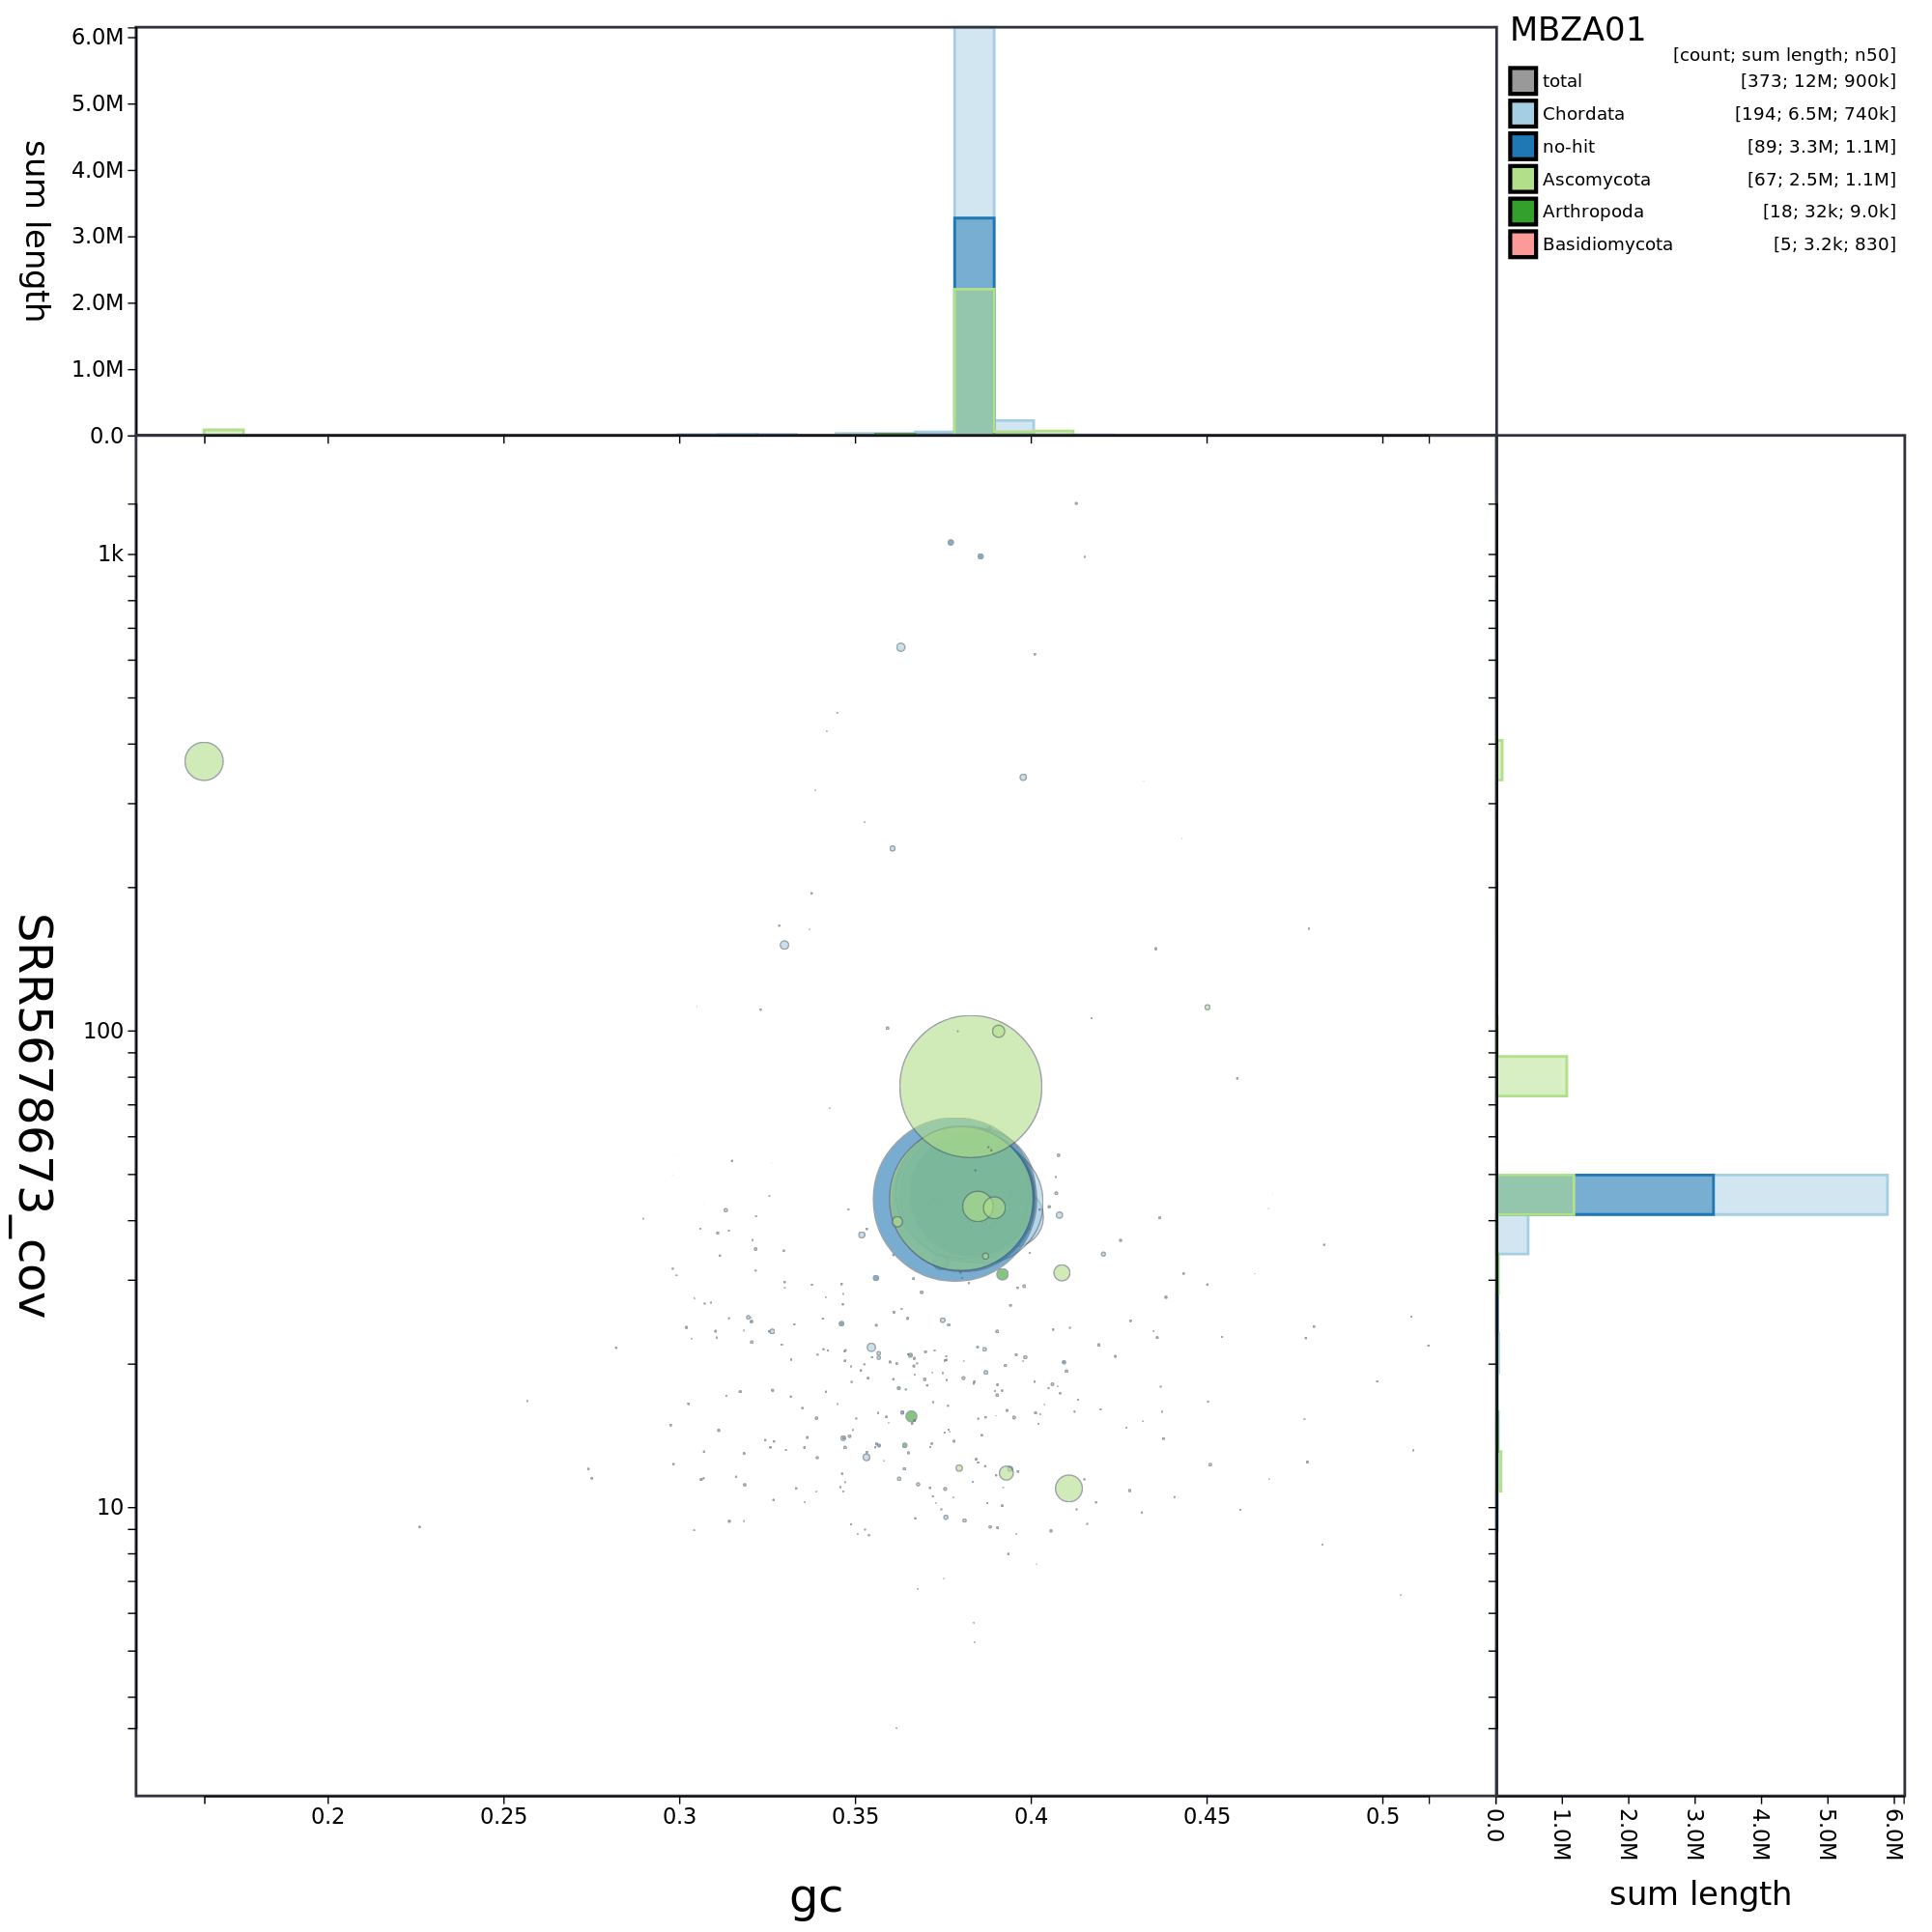 MBZA01
[count; sum length; n50]
total [373; 12M; 900k]
Chordata [194; 6.5M; 740k]
no-hit [89; 3.3M; 1.1M]
Ascomycota [67; 2.5M; 1.1M]
Arthropoda [18; 32k; 9.0k]
Basidiomycota [5; 3.2k; 830]
sum length
6.0M
5.0M
4.0M
3.0M
2.0M
1.0M
0.0
SRR5678673_cov
1k
100
10
0.2 0.25 0.3 0.35 0.4 0.45 0.5
gc
0.0 1.0M 2.0M 3.0M 4.0M 5.0M 6.0M
sum length